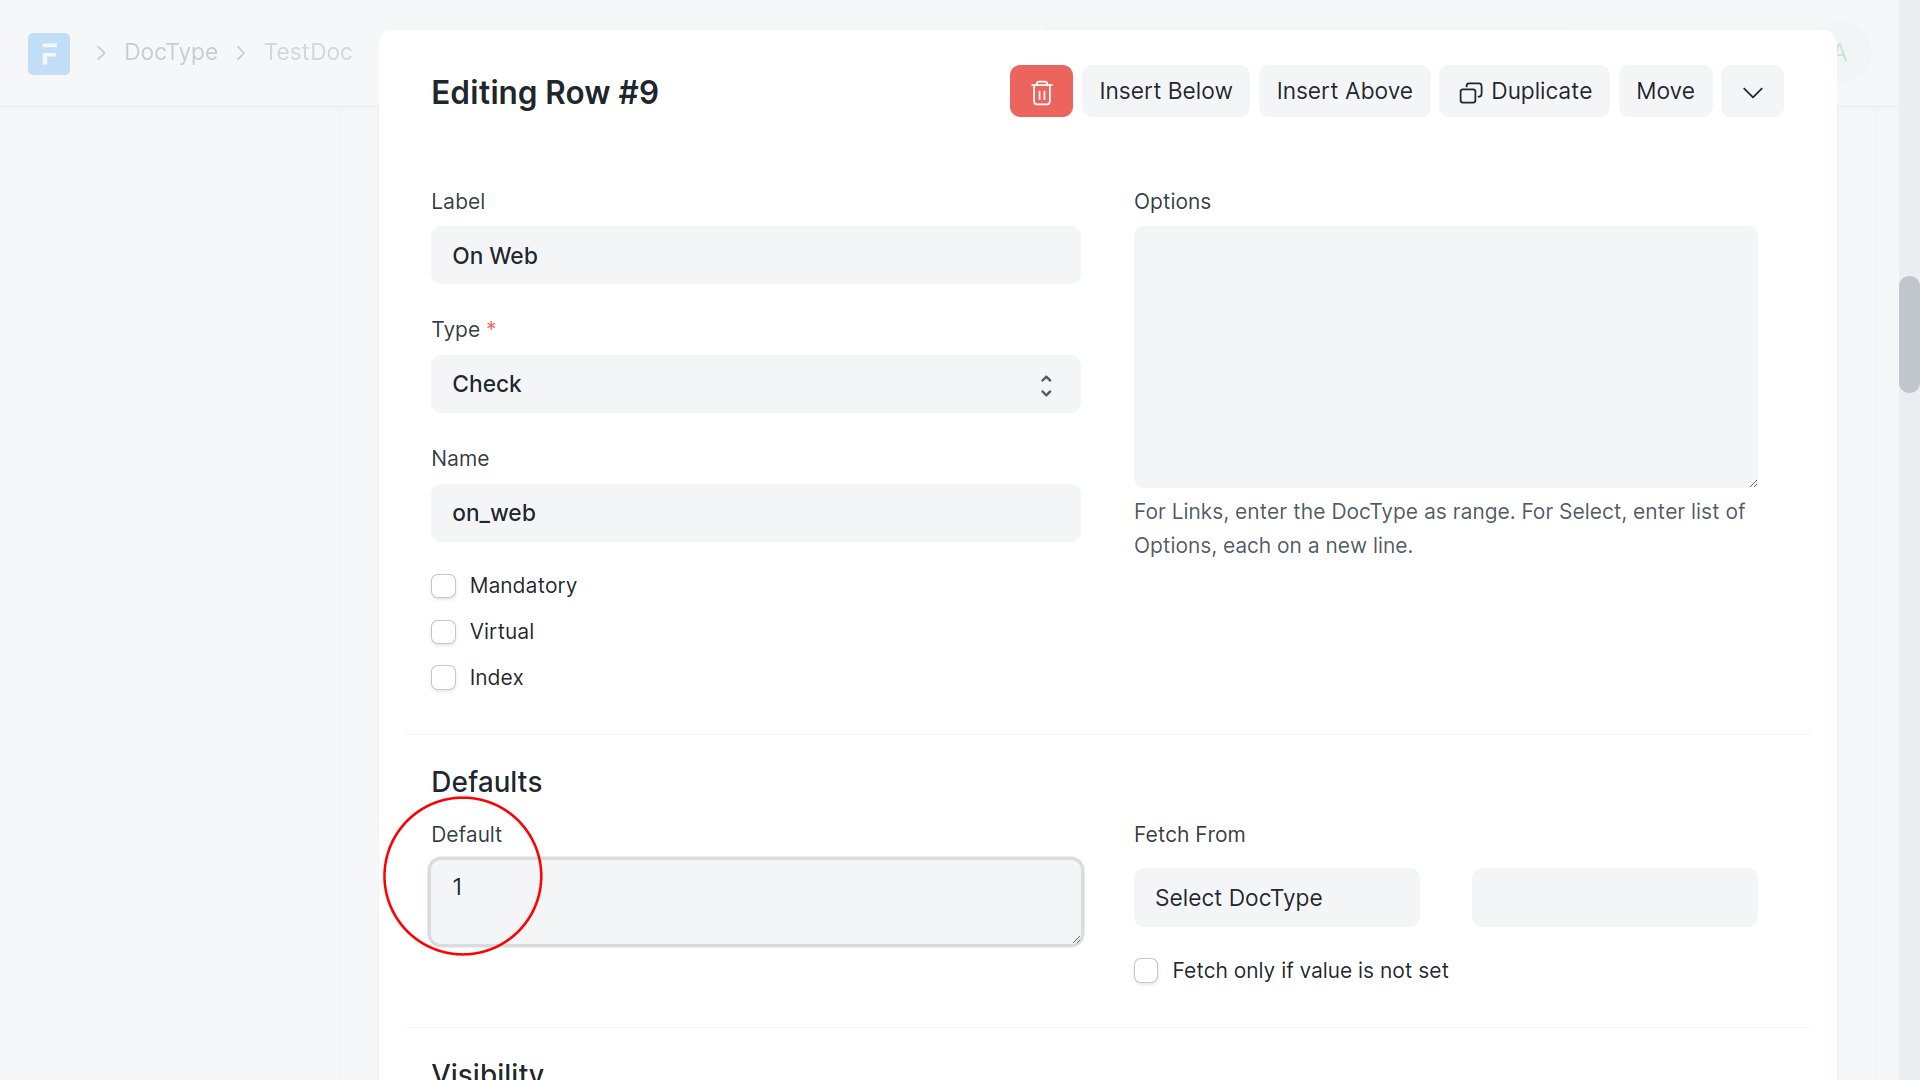 DocType TestDoc
A
Editing Row #9
Insert Below Insert Above Duplicate Move
Label
On Web
Type *
Check
Name
on_web
Mandatory
Virtual
Index
Options
For Links, enter the DocType as range. For Select, enter list of
Options, each on a new line.
Defaults
Default
1
Fetch From
Select DocType
Fetch only if value is not set
Visibility